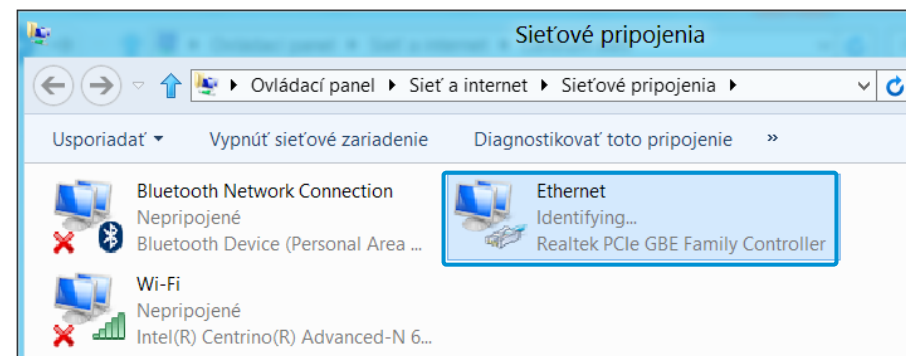 Sieťové pripojenia
Ovládací panel Sieť a internet Sieťové pripojenia
Usporiadať Vypnúť sieťové zariadenie Diagnostikovať toto pripojenie »
Bluetooth Network Connection
Nepripojené
Bluetooth Device (Personal Area ...
Ethernet
Identifying...
Realtek PCIe GBE Family Controller
Wi-Fi
Nepripojené
Intel(R) Centrino(R) Advanced-N 6...